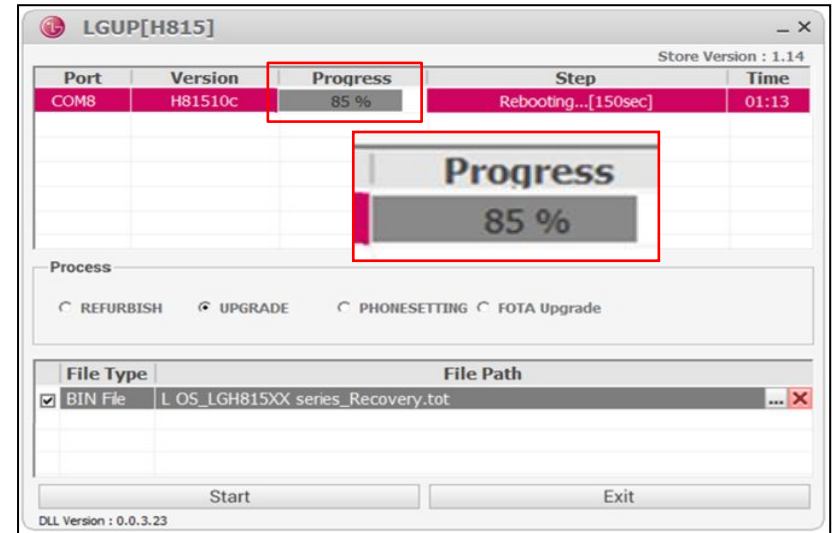 LGUP[H815]
Store Version : 1.14
Port Version Progress Step Time
COM8 H81510c 85 % Rebooting...[150sec] 01:13
Progress
85 %
Process
REFURBISH UPGRADE PHONESETTING FOTA Upgrade
File Type File Path
BIN File L OS_LGH815XX series_Recovery.tot ...
Start Exit
DLL Version : 0.0.3.23